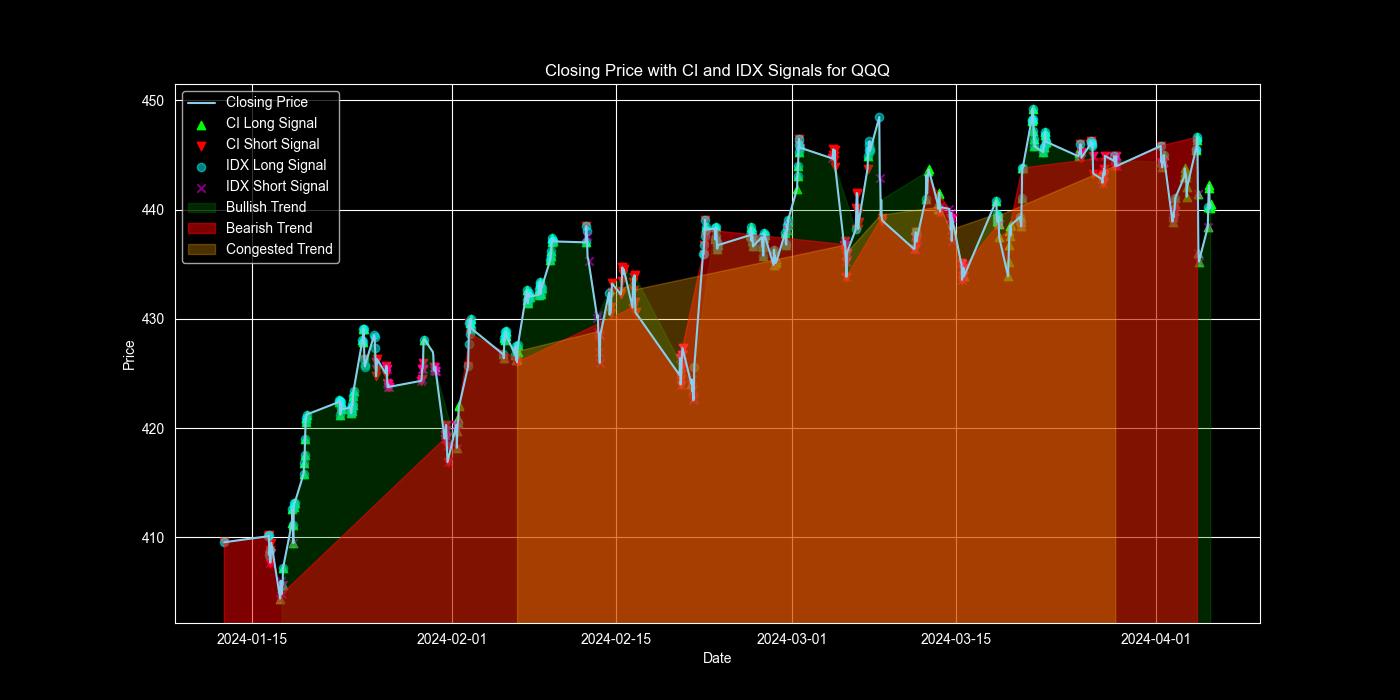 Closing Price with CI and IDX Signals for QQQ
Closing Price
CI Long Signal
CI Short Signal
IDX Long Signal
IDX Short Signal
Bullish Trend
Bearish Trend
Congested Trend
450
440
430
420
410
Price
2024-01-15
2024-02-01
2024-02-15
2024-03-01
2024-03-15
2024-04-01
Date